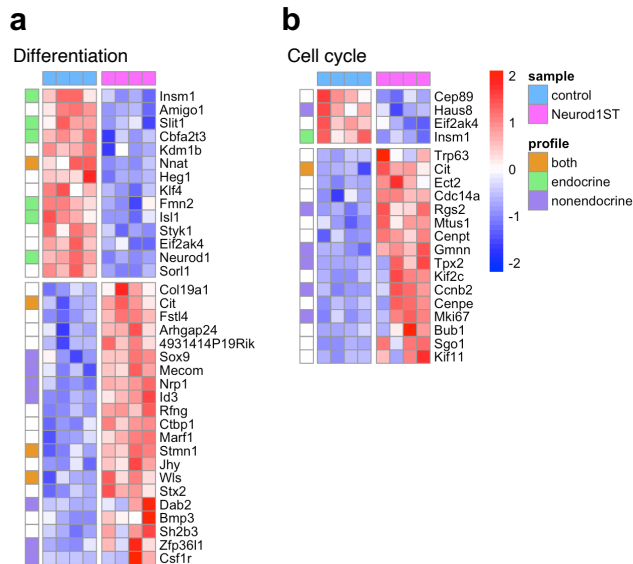 a
Differentiation
Insm1
Amigo1
Slit1
Cbfa2t3
Kdm1b
Nnat
Heg1
Klf4
Fmn2
Isl1
Styk1
Eif2ak4
Neurod1
Sorl1
Col19a1
Cit
Fstl4
Arhgap24
4931414P19Rik
Sox9
Mecom
Nrp1
Id3
Rfng
Ctbp1
Marf1
Stmn1
Jhy
Wls
Stx2
Dab2
Bmp3
Sh2b3
Zfp36l1
Csf1r
b
Cell cycle
Cep89
Haus8
Eif2ak4
Insm1
Trp63
Cit
Ect2
Cdc14a
Rgs2
Mtus1
Cenpt
Gmnn
Tpx2
Kif2c
Ccnb2
Cenpe
Mki67
Bub1
Sgo1
Kif11
2
1
0
-1
-2
sample
control
Neurod1ST
profile
both
endocrine
nonendocrine